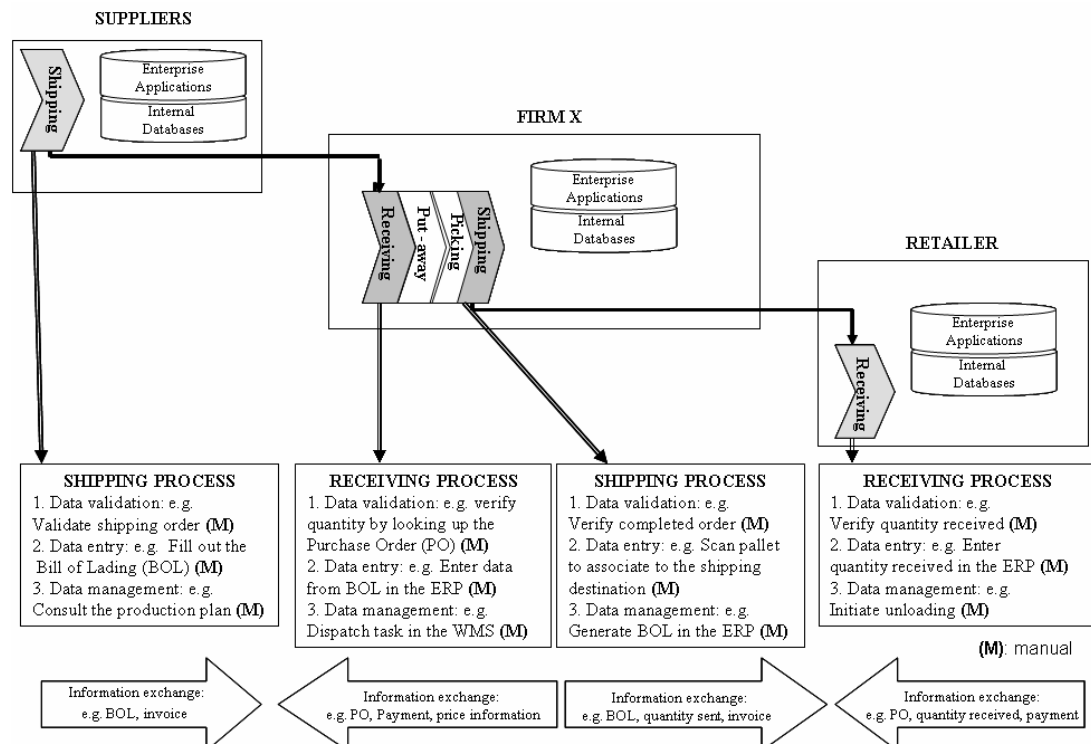 SUPPLIERS
Shipping
Enterprise
Applications
Internal
Databases
FIRM X
Receiving
Put - away
Picking
Shipping
Enterprise
Applications
Internal
Databases
RETAILER
Receiving
Enterprise
Applications
Internal
Databases
SHIPPING PROCESS
1. Data validation: e.g.
Validate shipping order (M)
2. Data entry: e.g. Fill out the
Bill of Lading (BOL) (M)
3. Data management: e.g.
Consult the production plan (M)
RECEIVING PROCESS
1. Data validation: e.g. verify
quantity by looking up the
Purchase Order (PO) (M)
2. Data entry: e.g. Enter data
from BOL in the ERP (M)
3. Data management: e.g.
Dispatch task in the WMS (M)
SHIPPING PROCESS
1. Data validation: e.g.
Verify completed order (M)
2. Data entry: e.g. Scan pallet
to associate to the shipping
destination (M)
3. Data management: e.g.
Generate BOL in the ERP (M)
RECEIVING PROCESS
1. Data validation: e.g.
Verify quantity received (M)
2. Data entry: e.g. Enter
quantity received in the ERP (M)
3. Data management: e.g.
Initiate unloading (M)
(M): manual
Information exchange:
e.g. BOL, invoice
Information exchange:
e.g. PO, Payment, price information
Information exchange:
e.g. BOL, quantity sent, invoice
Information exchange:
e.g. PO, quantity received, payment